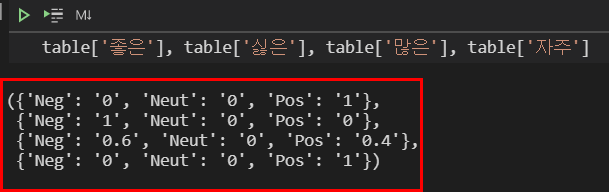 M↓
table['좋은'], table['싫은'], table['많은'], table['자주']
({'Neg': '0', 'Neut': '0', 'Pos': '1'},
{'Neg': '1', 'Neut': '0', 'Pos': '0'},
{'Neg': '0.6', 'Neut': '0', 'Pos': '0.4'},
{'Neg': '0', 'Neut': '0', 'Pos': '1'})